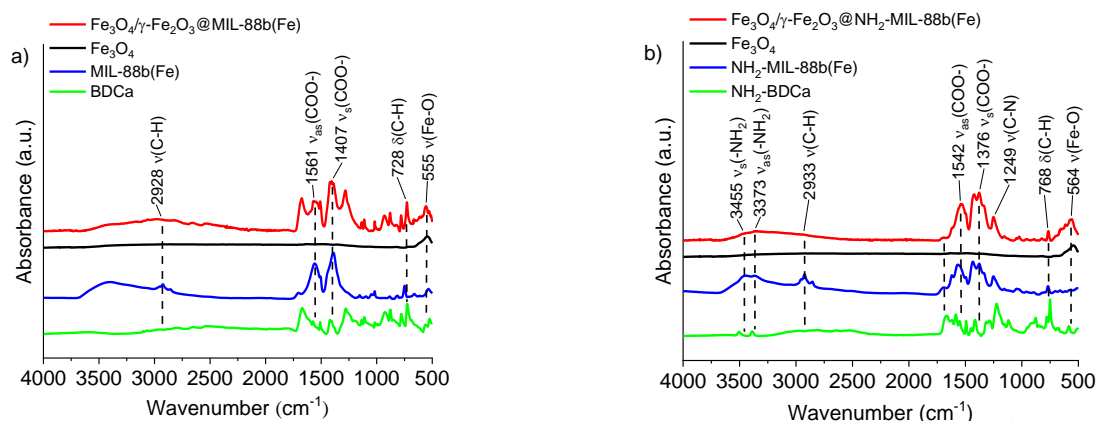 a)
Fe₃O₄/γ-Fe₂O₃@MIL-88b(Fe)
Fe₃O₄
MIL-88b(Fe)
BDCa
2928 ν(C-H)
1561 νas(COO-)
1407 νs(COO-)
728 δ(C-H)
555 ν(Fe-O)
Absorbance (a.u.)
4000 3500 3000 2500 2000 1500 1000 500
Wavenumber (cm⁻¹)
b)
Fe₃O₄/γ-Fe₂O₃@NH₂-MIL-88b(Fe)
Fe₃O₄
NH₂-MIL-88b(Fe)
NH₂-BDCa
3455 νs(-NH₂)
3373 νas(-NH₂)
2933 ν(C-H)
1542 νas(COO-)
1376 νs(COO-)
1249 ν(C-N)
768 δ(C-H)
564 ν(Fe-O)
Absorbance (a.u.)
4000 3500 3000 2500 2000 1500 1000 500
Wavenumber (cm⁻¹)